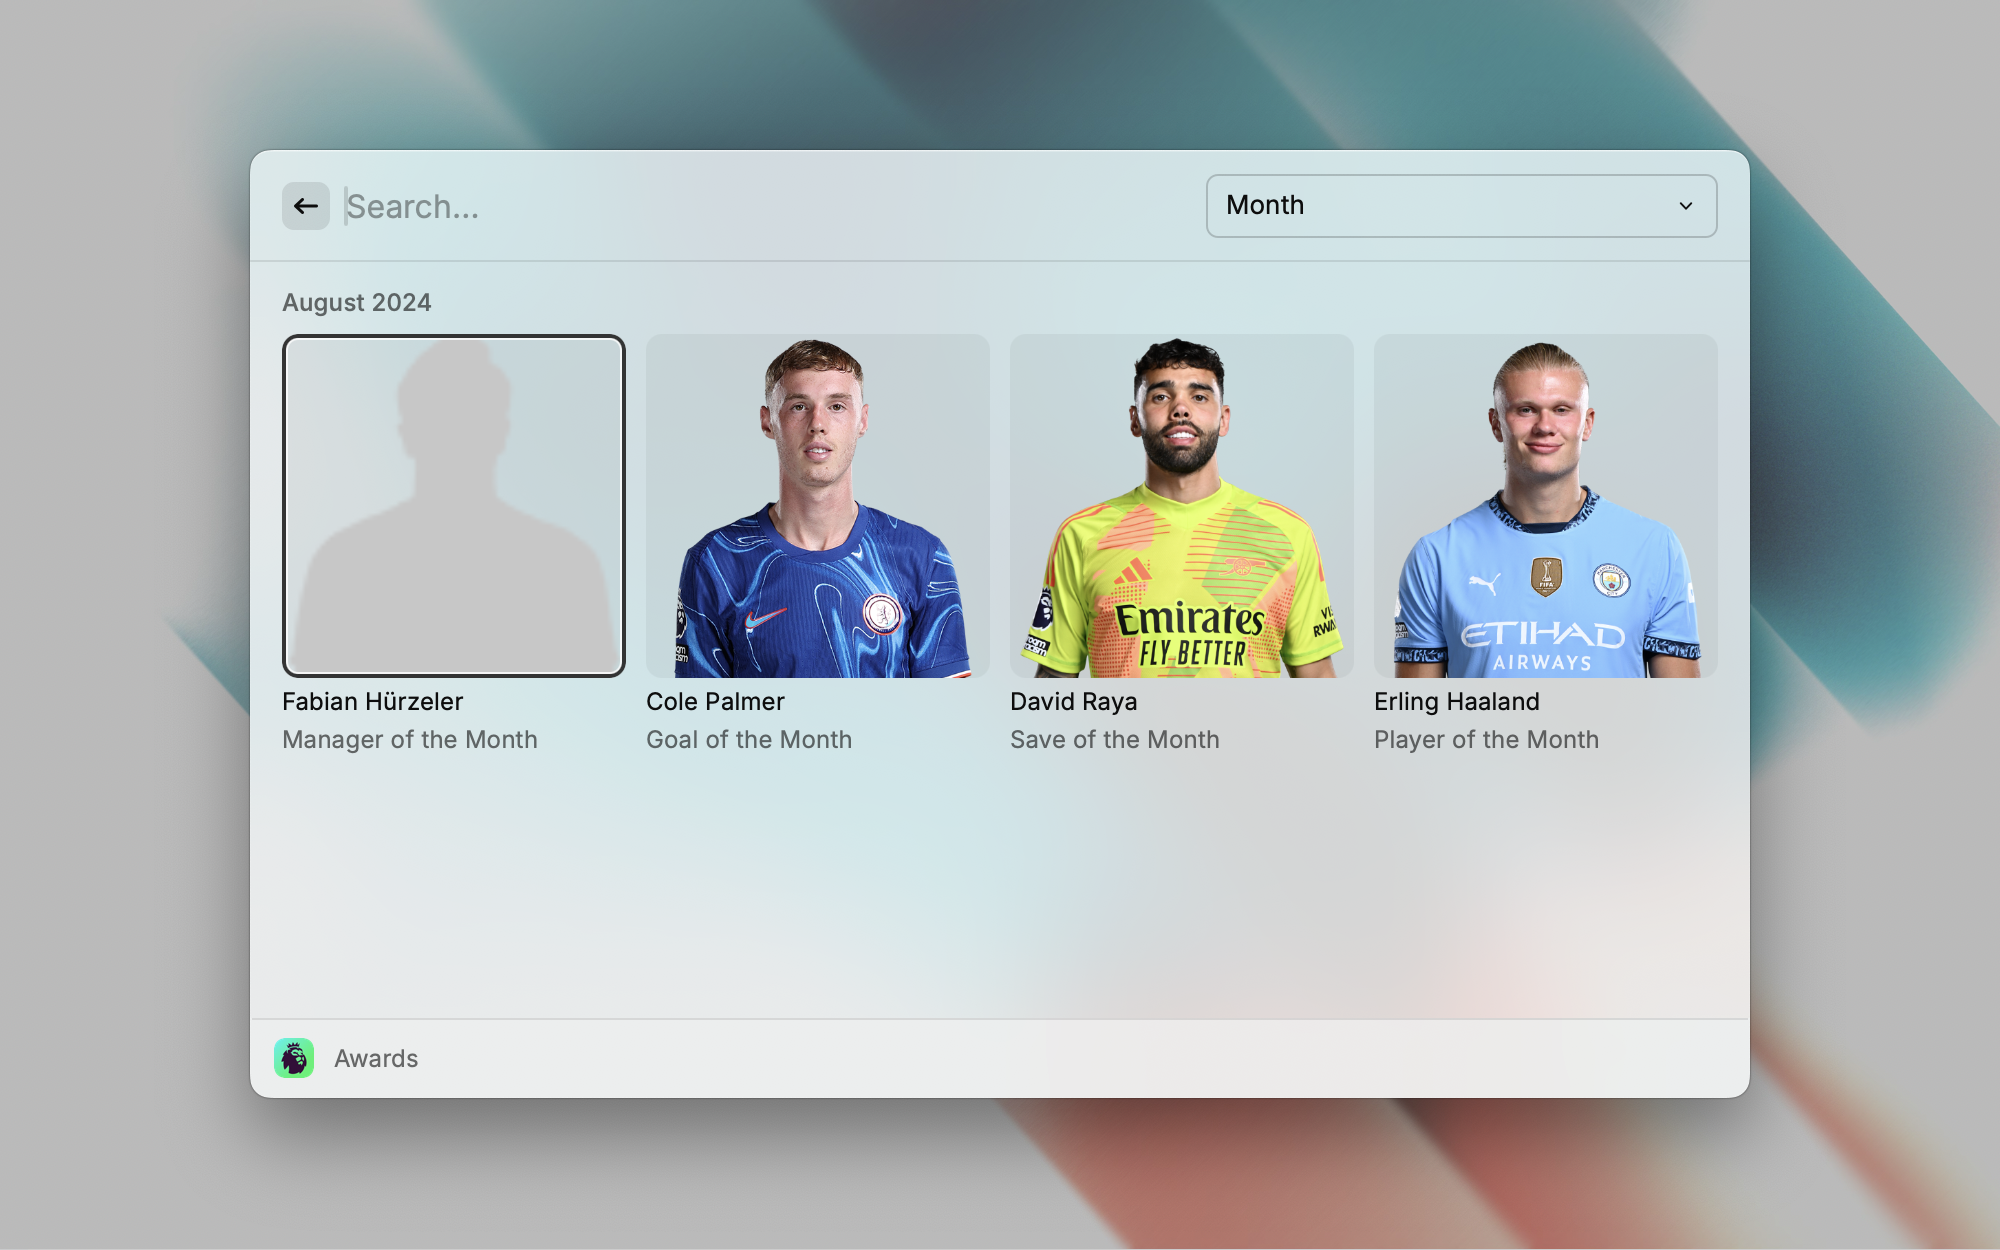 Search...
Month
August 2024
Fabian Hürzeler
Manager of the Month
Cole Palmer
Goal of the Month
Emirates
FLY BETTER
David Raya
Save of the Month
FIFA
ETIHAD
AIRWAYS
Erling Haaland
Player of the Month
Awards